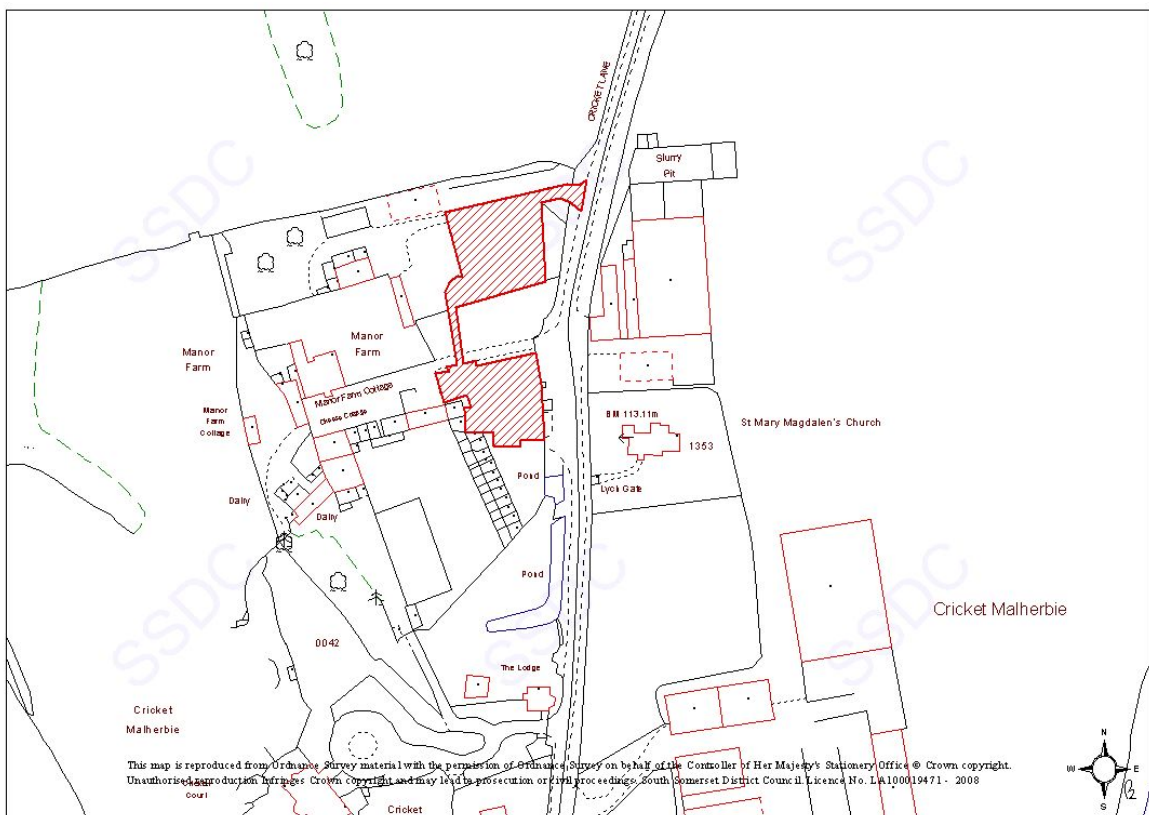 CRICKET LANE
Slurry
Pit
Manor
Farm
Manor
Farm
Manor Farm Cottage
Cheese Cottage
Manor
Farm
Cottage
BM 113.11m
St Mary Magdalen's Church
1353
Pond
Lych Gate
Dairy
Dairy
Pond
Cricket Malherbie
0042
The Lodge
Cricket
Malherbie
N
W
E
S
This map is reproduced from Ordnance Survey material with the permission of Ordnance Survey on behalf of the Controller of Her Majesty's Stationery Office © Crown copyright.
Unauthorised reproduction infringes Crown copyright and may lead to prosecution or civil proceedings. South Somerset District Council. Licence No. LA100019471 - 2008
Cricket
Court
Cricket
SSDC
SSDC
SSDC
SSDC
SSDC
SSDC